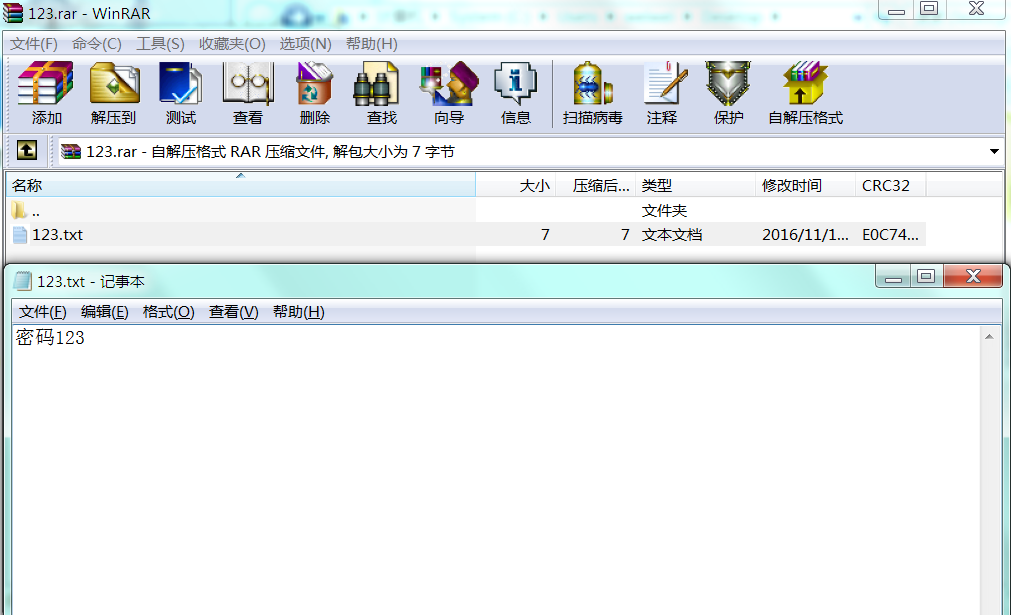 123.rar - WinRAR
文件(F) 命令(C) 工具(S) 收藏夹(O) 选项(N) 帮助(H)
添加 解压到 测试 查看 删除 查找 向导 信息 扫描病毒 注释 保护 自解压格式
123.rar - 自解压格式 RAR 压缩文件, 解包大小为 7 字节
名称 大小 压缩后... 类型 修改时间 CRC32
.. 文件夹
123.txt 7 7 文本文档 2016/11/1... E0C74...
123.txt - 记事本
文件(F) 编辑(E) 格式(O) 查看(V) 帮助(H)
密码123